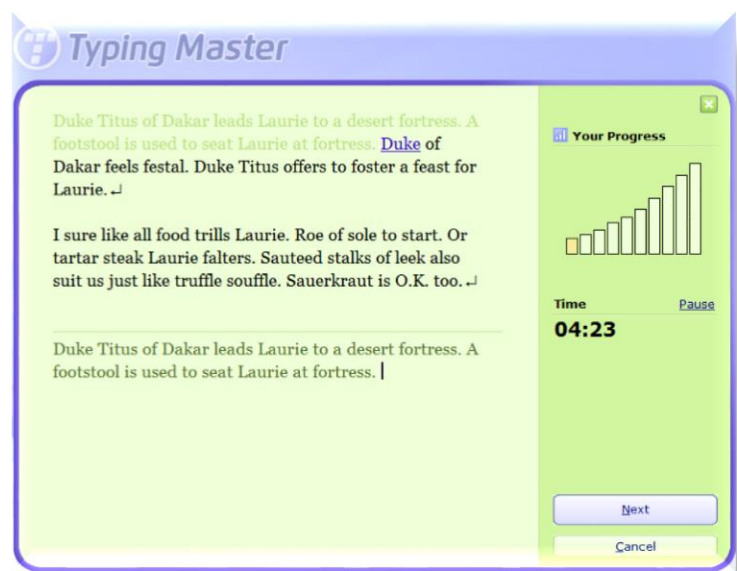 Typing Master
Duke Titus of Dakar leads Laurie to a desert fortress. A
footstool is used to seat Laurie at fortress. Duke of
Dakar feels festal. Duke Titus offers to foster a feast for
Laurie.↵
I sure like all food trills Laurie. Roe of sole to start. Or
tartar steak Laurie falters. Sauteed stalks of leek also
suit us just like truffle souffle. Sauerkraut is O.K. too.↵
Duke Titus of Dakar leads Laurie to a desert fortress. A
footstool is used to seat Laurie at fortress.
Your Progress
Time Pause
04:23
Next
Cancel